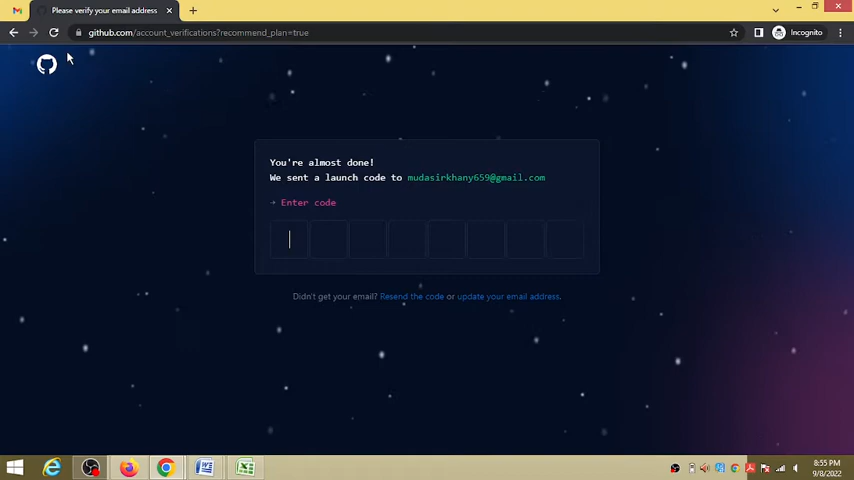 Please verify your email address
github.com/account_verifications?recommend_plan=true
Incognito
You're almost done!
We sent a launch code to mudasirkhany659@gmail.com
→ Enter code
Didn't get your email? Resend the code or update your email address.
8:55 PM
9/8/2022